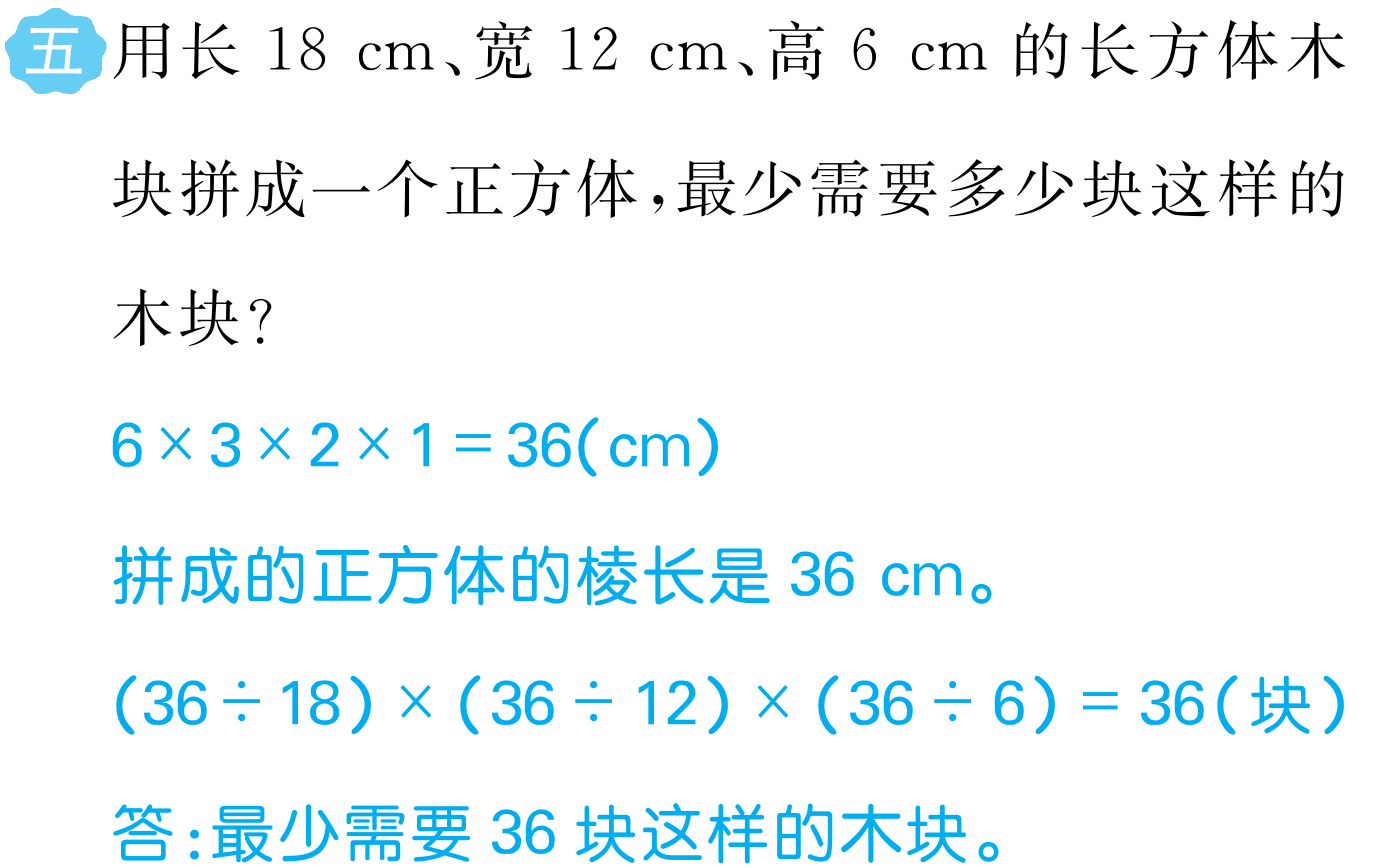 五 用长 18 cm、宽 12 cm、高 6 cm 的长方体木
块拼成一个正方体,最少需要多少块这样的
木块?
6×3×2×1=36(cm)
拼成的正方体的棱长是 36 cm。
(36÷18)×(36÷12)×(36÷6)=36(块)
答:最少需要 36 块这样的木块。